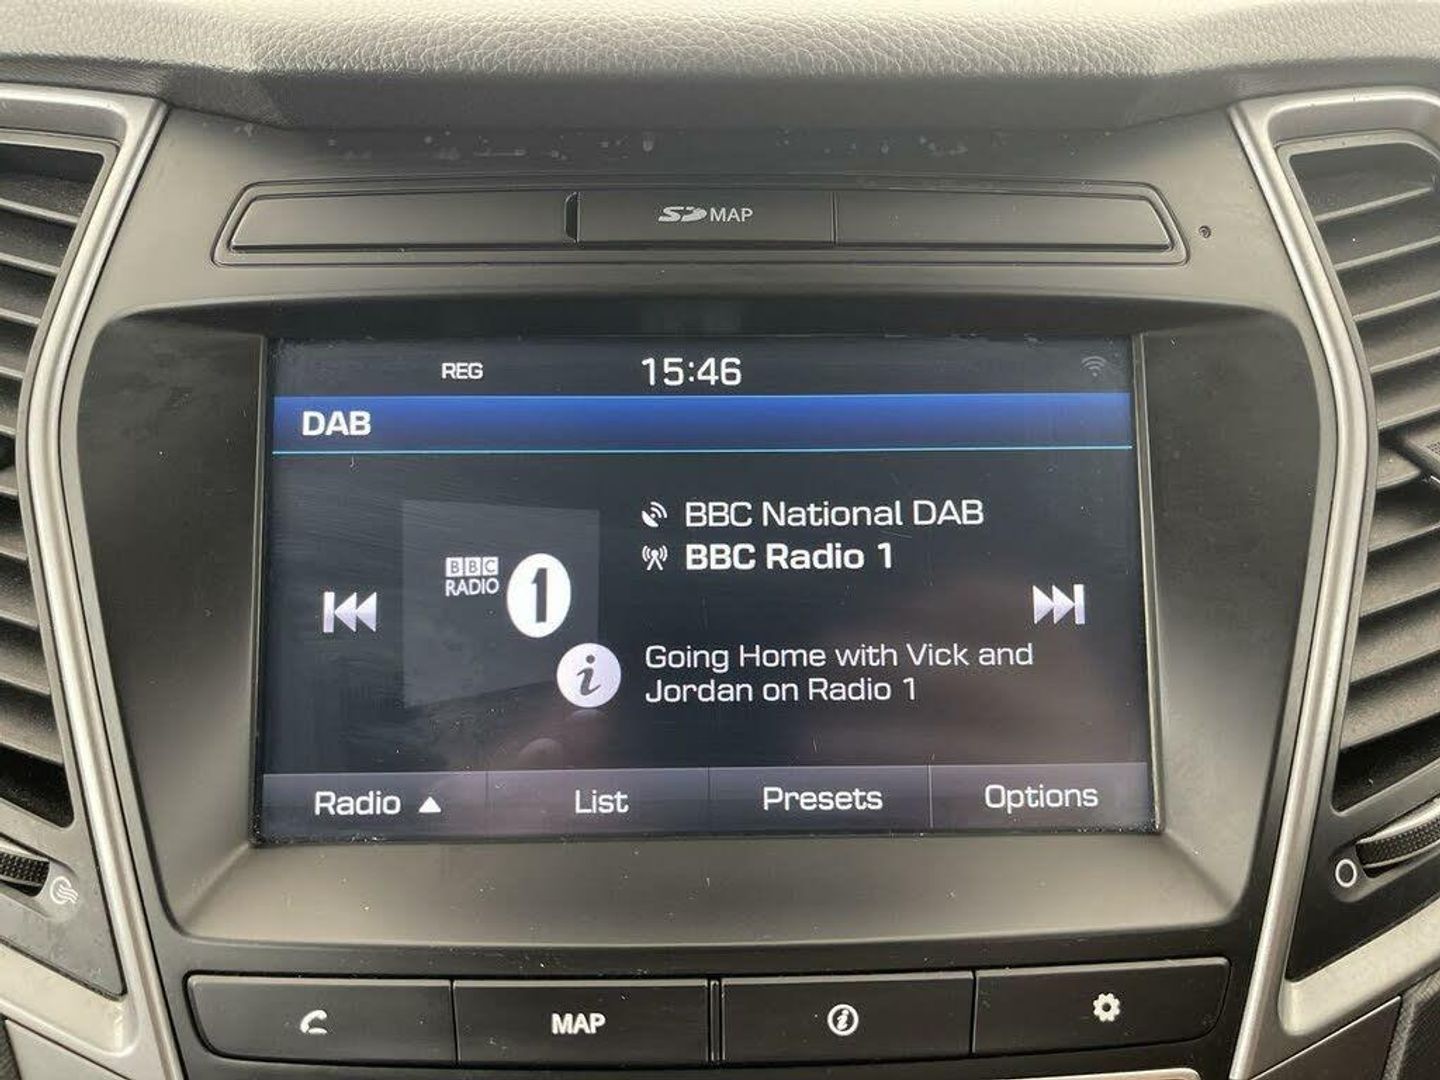 SD MAP
REG 15:46
DAB
BBC National DAB
BBC Radio 1
BBC
RADIO 1
Going Home with Vick and
Jordan on Radio 1
Radio List Presets Options
MAP